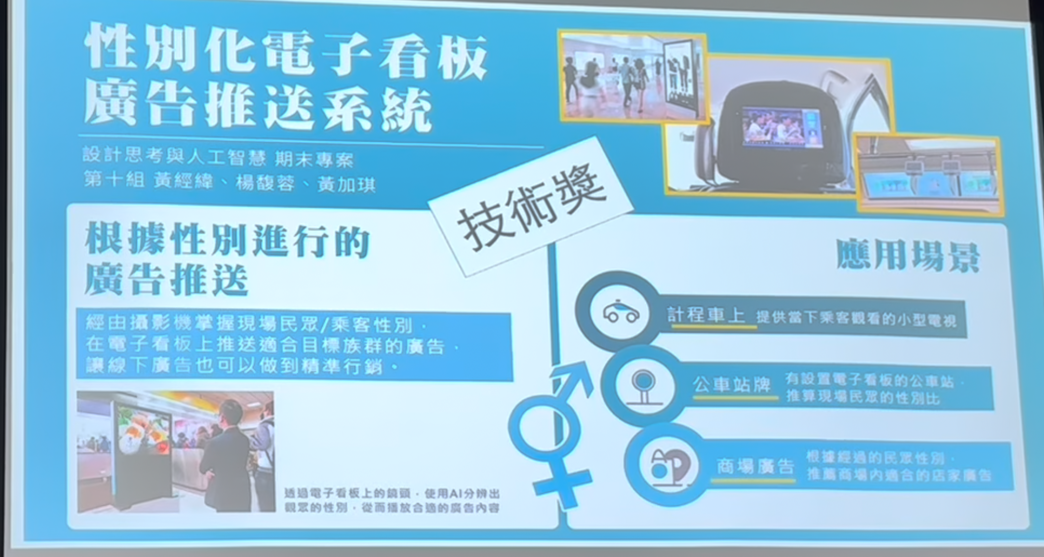 性別化電子看板
廣告推送系統
設計思考與人工智慧 期末專案
第十組 黃經緯、楊馥蓉、黃加琪
技術獎
根據性別進行的
廣告推送
經由攝影機掌握現場民眾/乘客性別，
在電子看板上推送適合目標族群的廣告，
讓線下廣告也可以做到精準行銷。
透過電子看板上的鏡頭，使用AI分辨出
觀眾的性別，從而播放合適的廣告內容
應用場景
計程車上 提供當下乘客觀看的小型電視
公車站牌 有設置電子看板的公車站，
推算現場民眾的性別比
商場廣告 根據經過的民眾性別，
推薦商場內適合的店家廣告